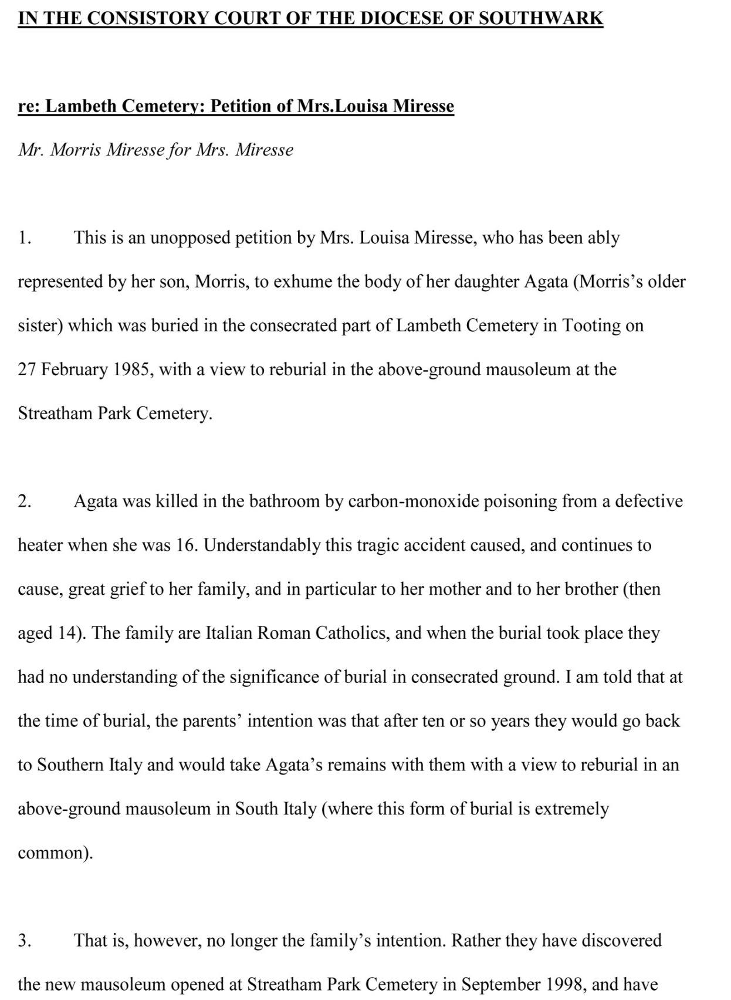 IN THE CONSISTORY COURT OF THE DIOCESE OF SOUTHWARK
re: Lambeth Cemetery: Petition of Mrs.Louisa Miresse
Mr. Morris Miresse for Mrs. Miresse
1. This is an unopposed petition by Mrs. Louisa Miresse, who has been ably
represented by her son, Morris, to exhume the body of her daughter Agata (Morris’s older
sister) which was buried in the consecrated part of Lambeth Cemetery in Tooting on
27 February 1985, with a view to reburial in the above-ground mausoleum at the
Streatham Park Cemetery.
2. Agata was killed in the bathroom by carbon-monoxide poisoning from a defective
heater when she was 16. Understandably this tragic accident caused, and continues to
cause, great grief to her family, and in particular to her mother and to her brother (then
aged 14). The family are Italian Roman Catholics, and when the burial took place they
had no understanding of the significance of burial in consecrated ground. I am told that at
the time of burial, the parents’ intention was that after ten or so years they would go back
to Southern Italy and would take Agata’s remains with them with a view to reburial in an
above-ground mausoleum in South Italy (where this form of burial is extremely
common).
3. That is, however, no longer the family’s intention. Rather they have discovered
the new mausoleum opened at Streatham Park Cemetery in September 1998, and have